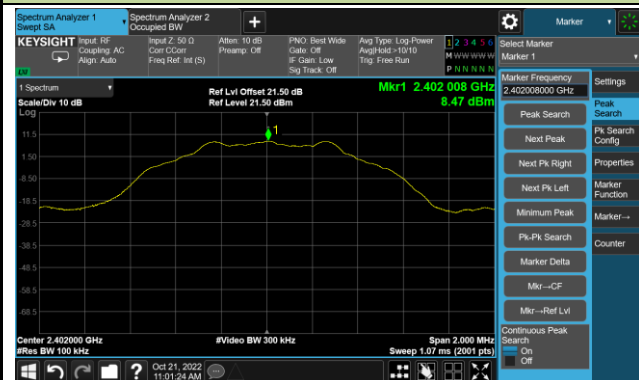 Spectrum Analyzer 1
Swept SA
Spectrum Analyzer 2
Occupied BW
+
Marker
KEYSIGHT
Input: RF
Coupling: AC
Align: Auto
Input Z: 50 Ω
Corr CCorr
Freq Ref: Int (S)
Atten: 10 dB
Preamp: Off
PNO: Best Wide
Gate: Off
IF Gain: Low
Sig Track: Off
Avg Type: Log-Power
Avg|Hold:>10/10
Trig: Free Run
1 2 3 4 5 6
M W W W W W
P N N N N N
LVI
Select Marker
Marker 1
1 Spectrum
Scale/Div 10 dB
Log
Ref Lvl Offset 21.50 dB
Ref Level 21.50 dBm
Mkr1 2.402 008 GHz
8.47 dBm
1
11.5
1.50
-8.50
-18.5
-28.5
-38.5
-48.5
-58.5
-68.5
Center 2.402000 GHz
#Res BW 100 kHz
#Video BW 300 kHz
Span 2.000 MHz
Sweep 1.07 ms (2001 pts)
Marker Frequency
2.402008000 GHz
Peak Search
Next Peak
Next Pk Right
Next Pk Left
Minimum Peak
Pk-Pk Search
Marker Delta
Mkr→CF
Mkr→Ref Lvl
Continuous Peak
Search
On
Off
Settings
Peak
Search
Pk Search
Config
Properties
Marker
Function
Marker→
Counter
?
Oct 21, 2022
11:01:24 AM